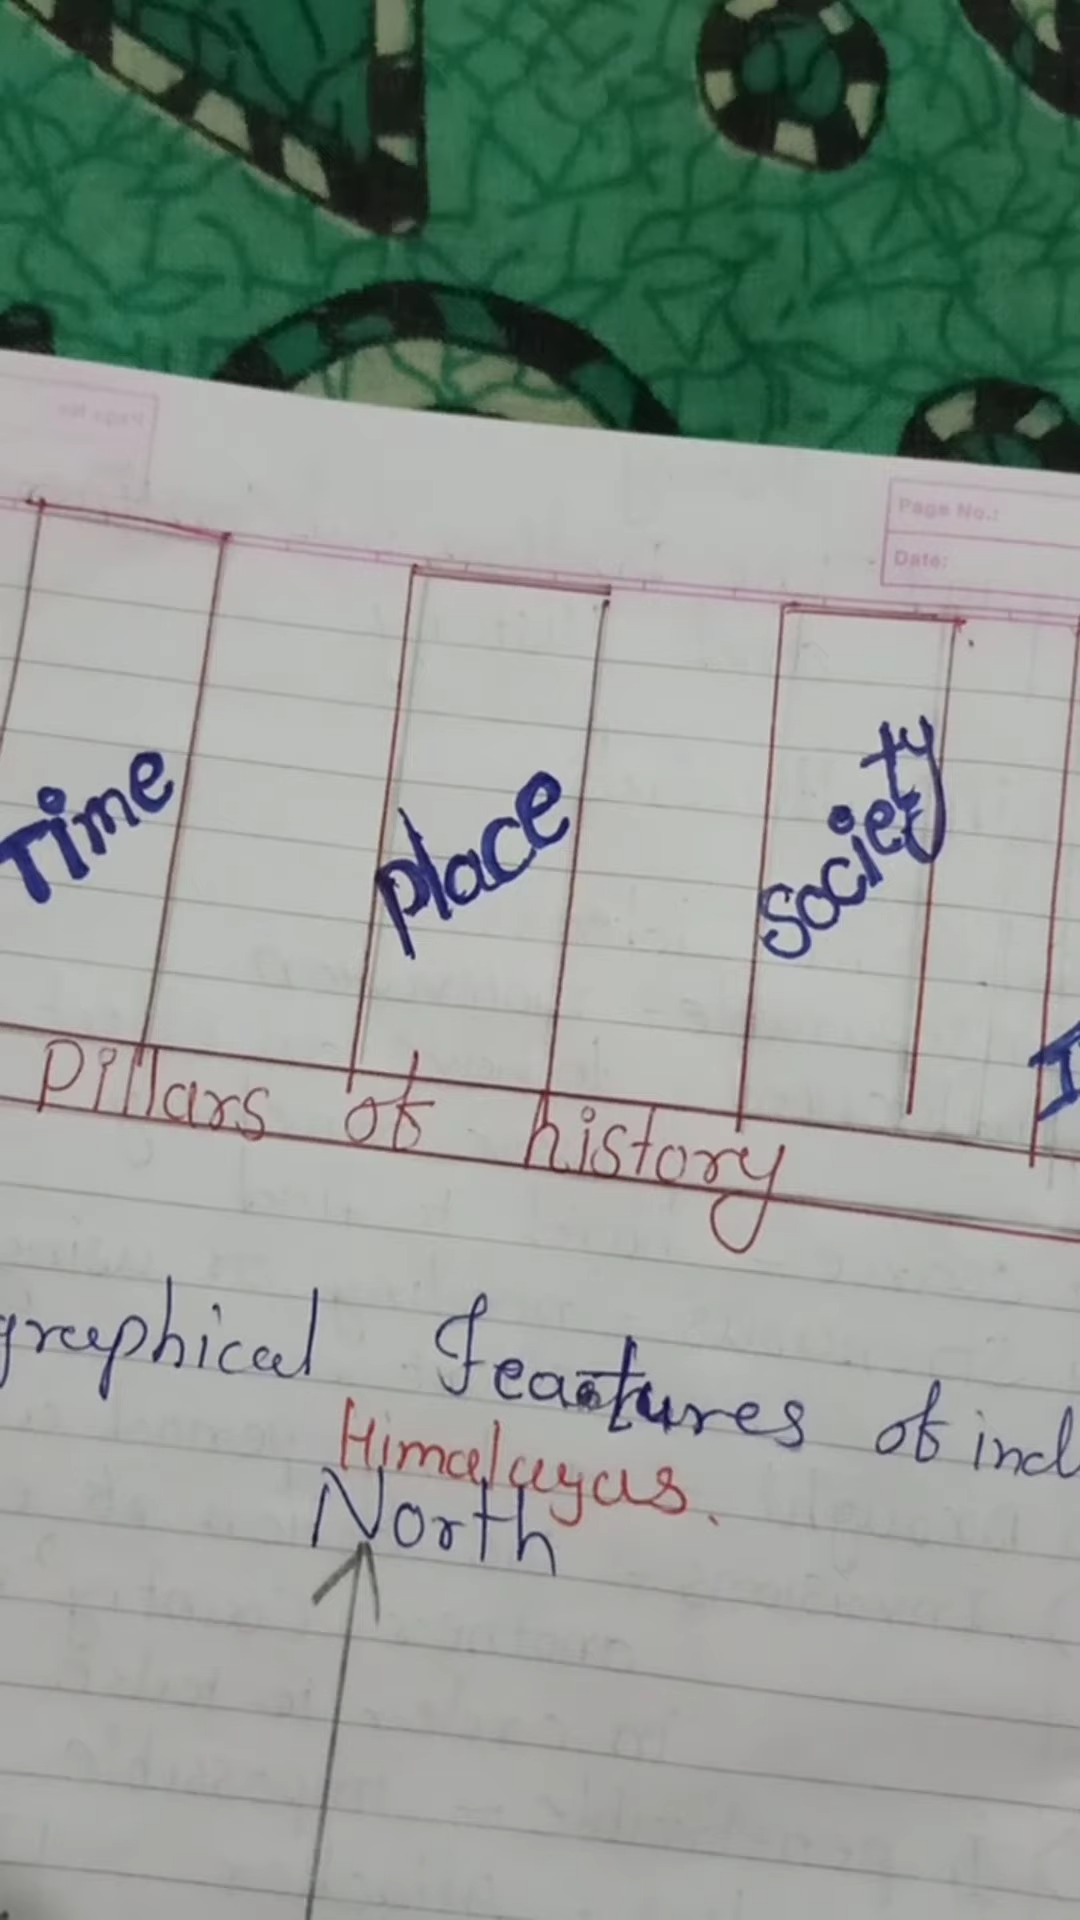 Page No.:
Date:
Time
place
society
Pillars of history
graphical Features of ind
Himalayas.
North